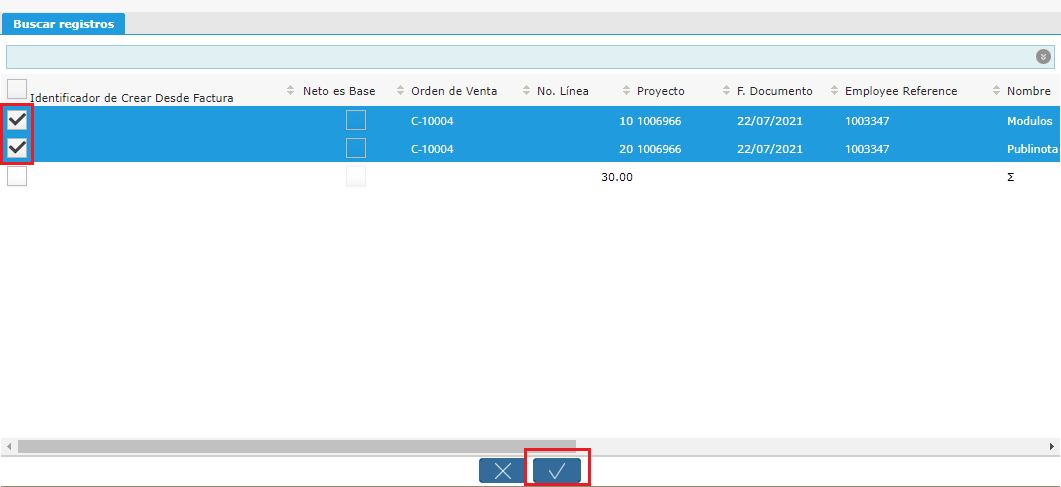 Buscar registros
Identificador de Crear Desde Factura Neto es Base Orden de Venta No. Línea Proyecto F. Documento Employee Reference Nombre
C-10004 10 1006966 22/07/2021 1003347 Modulos
C-10004 20 1006966 22/07/2021 1003347 Publinota
30.00 Σ